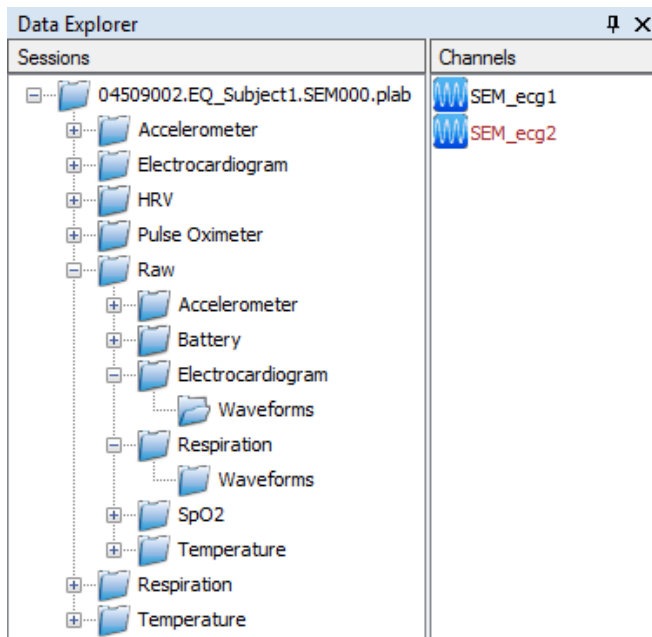 Data Explorer
Sessions
04509002.EQ_Subject1.SEM000.plab
Accelerometer
Electrocardiogram
HRV
Pulse Oximeter
Raw
Accelerometer
Battery
Electrocardiogram
Waveforms
Respiration
Waveforms
SpO2
Temperature
Respiration
Temperature
Channels
SEM_ecg1
SEM_ecg2